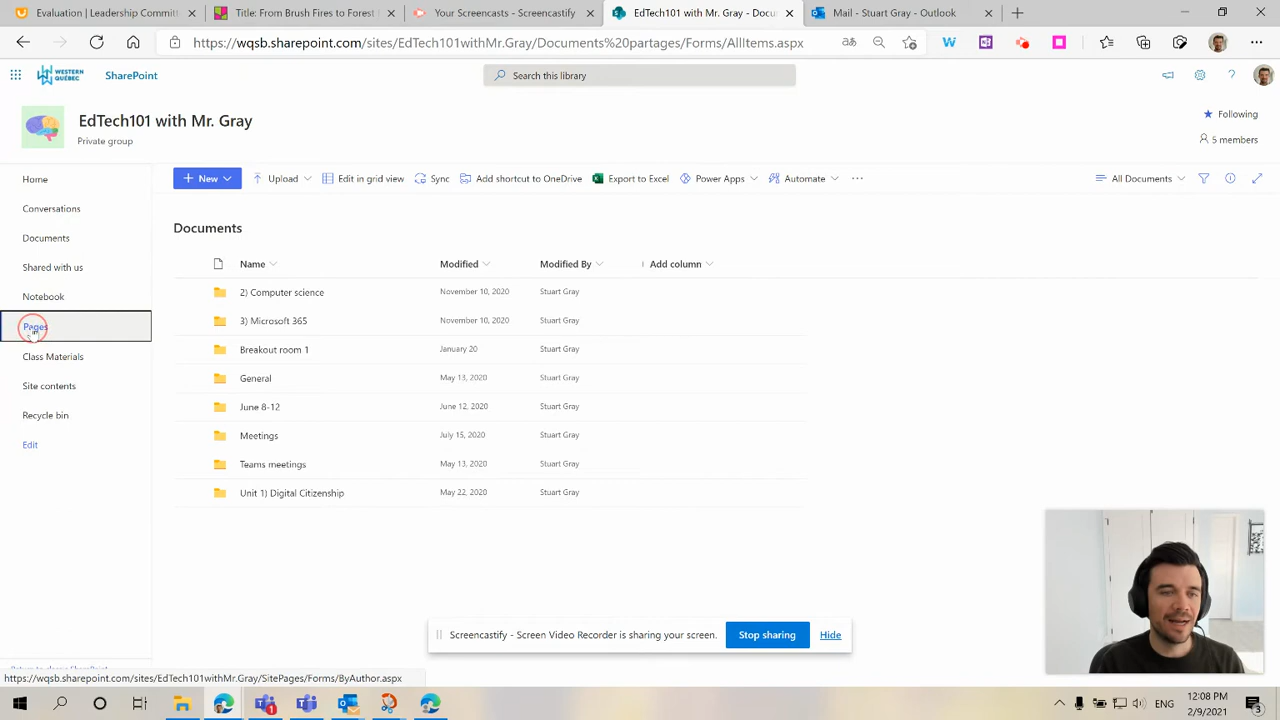 Evaluation - Leadership Committ
Title: From Brush Fires to Forest
Your Screencasts - Screencastify
EdTech101 with Mr. Gray - Docu
Mail - Stuart Gray - Outlook
https://wqsb.sharepoint.com/sites/EdTech101withMr.Gray/Documents%20partages/Forms/AllItems.aspx
WESTERN QUÉBEC
SharePoint
Search this library
EdTech101 with Mr. Gray
Private group
Following
5 members
Home
Conversations
Documents
Shared with us
Notebook
Pages
Class Materials
Site contents
Recycle bin
Edit
New
Upload
Edit in grid view
Sync
Add shortcut to OneDrive
Export to Excel
Power Apps
Automate
All Documents
Documents
Name Modified Modified By Add column
2) Computer science November 10, 2020 Stuart Gray
3) Microsoft 365 November 10, 2020 Stuart Gray
Breakout room 1 January 20 Stuart Gray
General May 13, 2020 Stuart Gray
June 8-12 June 12, 2020 Stuart Gray
Meetings July 15, 2020 Stuart Gray
Teams meetings May 13, 2020 Stuart Gray
Unit 1) Digital Citizenship May 22, 2020 Stuart Gray
Screencastify - Screen Video Recorder is sharing your screen.
Stop sharing
Hide
Return to classic SharePoint
https://wqsb.sharepoint.com/sites/EdTech101withMr.Gray/SitePages/Forms/ByAuthor.aspx
ENG
12:08 PM
2/9/2021